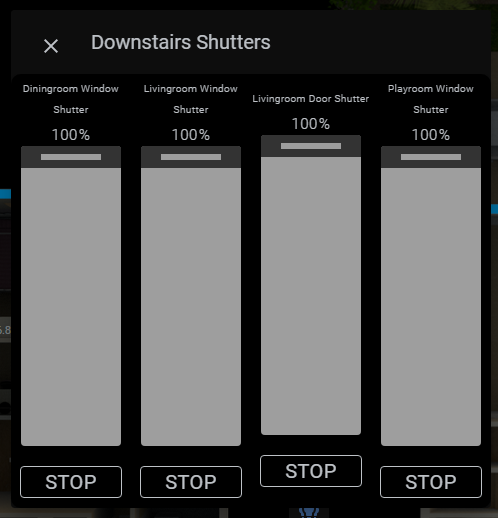 Downstairs Shutters
Diningroom Window
Shutter
100%
STOP
Livingroom Window
Shutter
100%
STOP
Livingroom Door Shutter
100%
STOP
Playroom Window
Shutter
100%
STOP